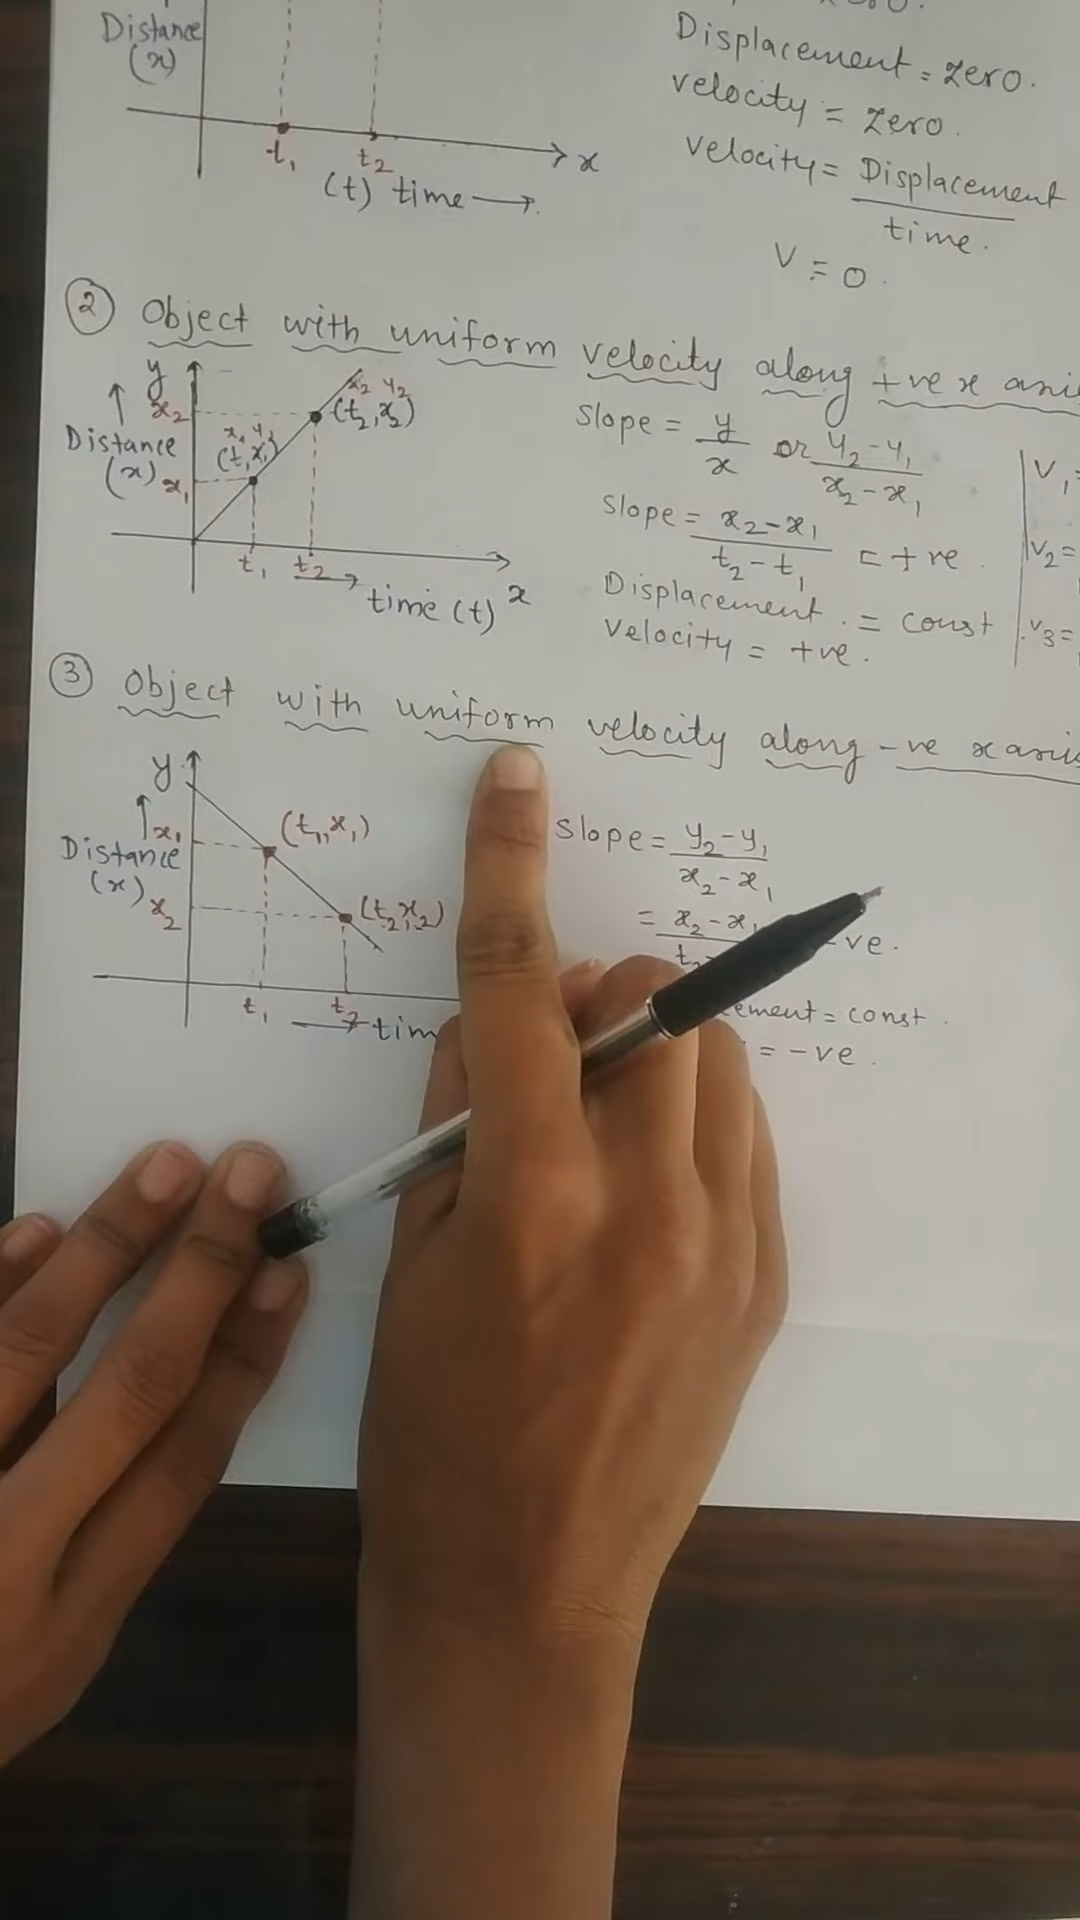 Distance
(x)
t₁ t₂ x
(t) time →
Displacement = zero.
velocity = zero.
velocity = Displacement
time.
V = 0.
② Object with uniform velocity along +ve x
y
x₂
Distance
(x) x₁
x₁ y₁
(t₁, x₁)
x₂ y₂
(t₂, x₂)
t₁ t₂
time (t) x
Slope = y/x or y₂-y₁/x₂-x₁
Slope = x₂-x₁/t₂-t₁ = +ve.
Displacement. = const
Velocity = +ve.
V₁=
V₂=
V₃=
③ Object with uniform velocity along -ve x
y
x₁
Distance
(x) x₂
(t₁, x₁)
(t₂, x₂)
t₁ t₂
Slope = y₂-y₁/x₂-x₁
= x₂-x₁
-ve.
= const.
= -ve.